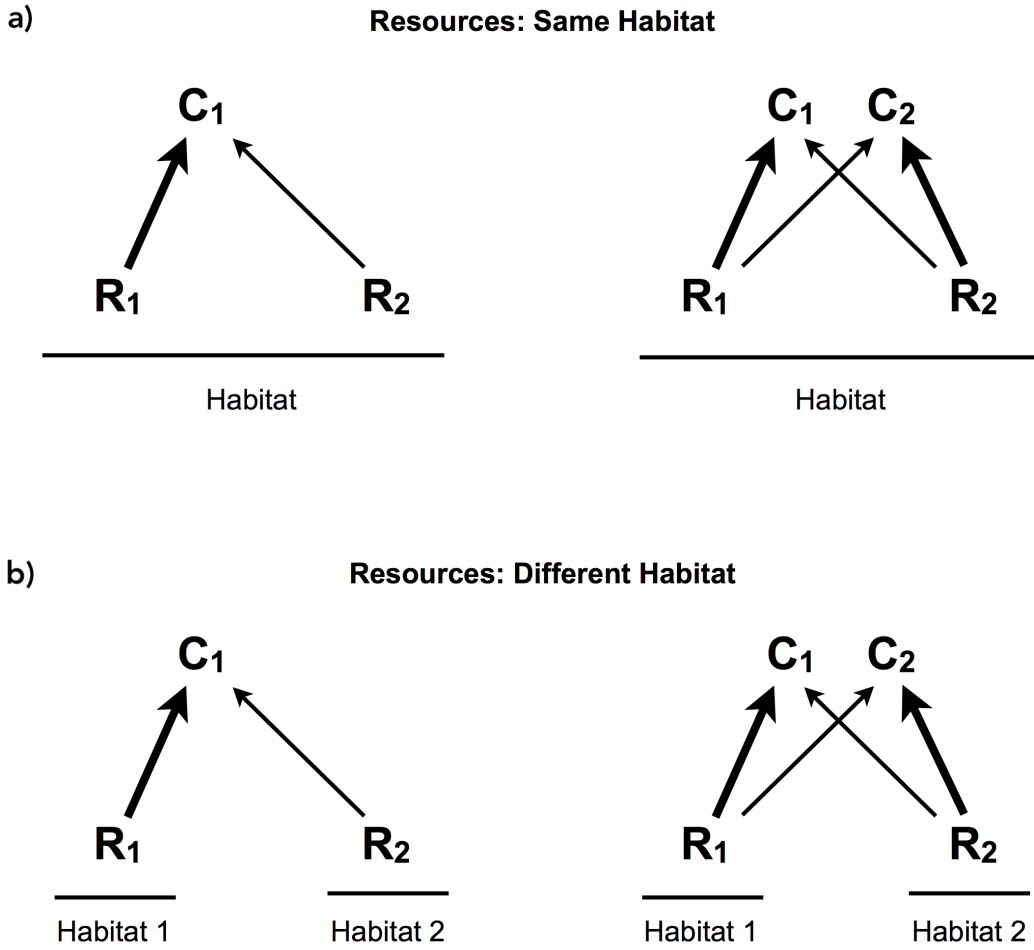 a)
Resources: Same Habitat
C1
C1 C2
R1 R2
R1 R2
Habitat
Habitat
b)
Resources: Different Habitat
C1
C1 C2
R1 R2
R1 R2
Habitat 1 Habitat 2
Habitat 1 Habitat 2